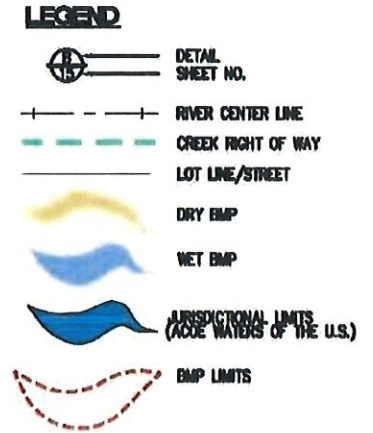 LEGEND
B
15
DETAIL
SHEET NO.
RIVER CENTER LINE
CREEK RIGHT OF WAY
LOT LINE/STREET
DRY BMP
WET BMP
JURISDICTIONAL LIMITS
(ACOE WATERS OF THE U.S.)
BMP LIMITS